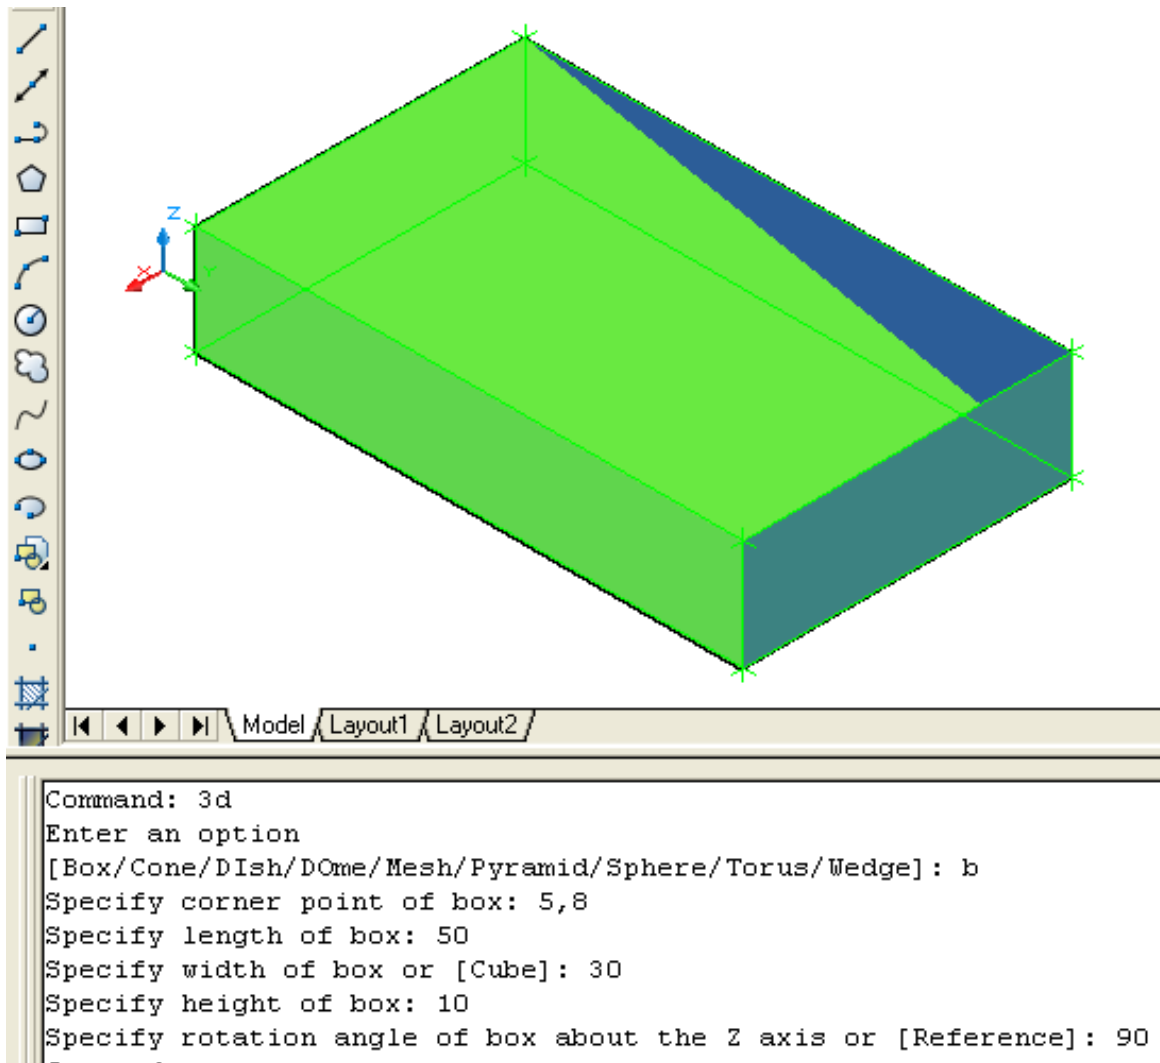 Z
X
Y
Model Layout1 Layout2
Command: 3d
Enter an option
[Box/Cone/DIsh/DOme/Mesh/Pyramid/Sphere/Torus/Wedge]: b
Specify corner point of box: 5,8
Specify length of box: 50
Specify width of box or [Cube]: 30
Specify height of box: 10
Specify rotation angle of box about the Z axis or [Reference]: 90